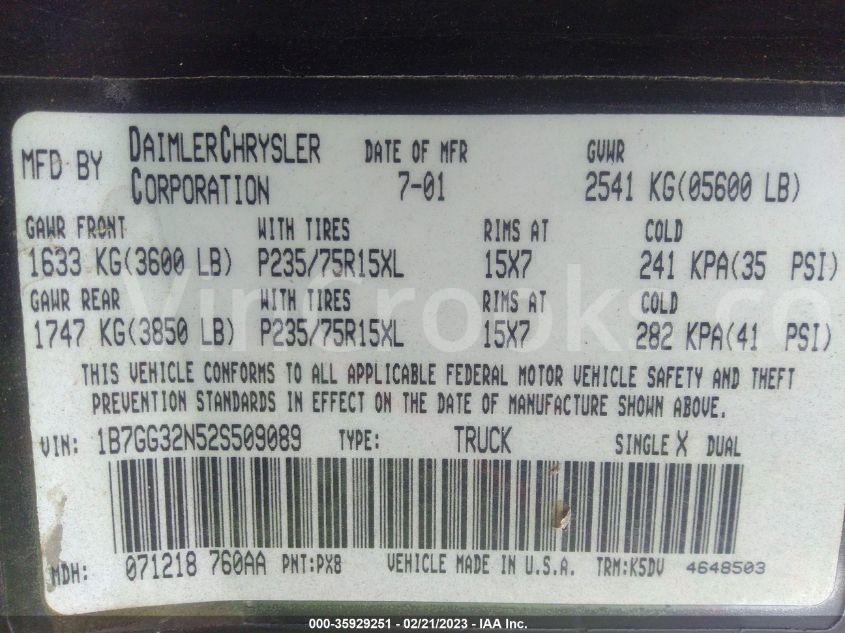 MFD BY DAIMLERCHRYSLER CORPORATION DATE OF MFR 7-01 GVWR 2541 KG(05600 LB)
GAWR FRONT WITH TIRES RIMS AT COLD
1633 KG(3600 LB) P235/75R15XL 15X7 241 KPA(35 PSI)
GAWR REAR WITH TIRES RIMS AT COLD
1747 KG(3850 LB) P235/75R15XL 15X7 282 KPA(41 PSI)
VinCrooks.co
THIS VEHICLE CONFORMS TO ALL APPLICABLE FEDERAL MOTOR VEHICLE SAFETY AND THEFT
PREVENTION STANDARDS IN EFFECT ON THE DATE OF MANUFACTURE SHOWN ABOVE.
VIN: 1B7GG32N52S509089 TYPE: TRUCK SINGLE X DUAL
MDH: 071218 760AA PNT:PX8 VEHICLE MADE IN U.S.A. TRM:K5DV 4648503
000-35929251 - 02/21/2023 - IAA Inc.